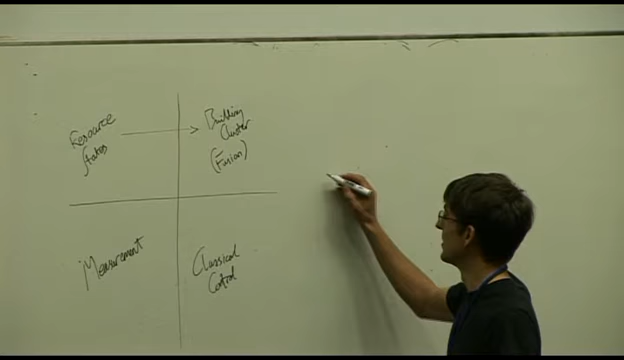 Resource
States
Building
Cluster
(Fusion)
Measurement
Classical
Control